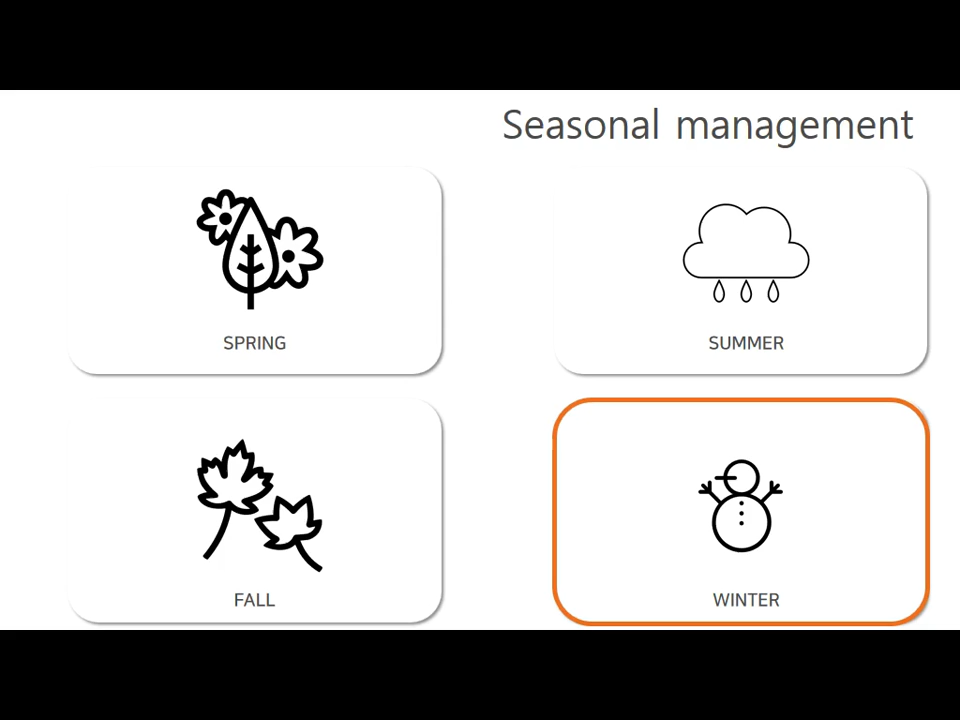 Seasonal management
SPRING
SUMMER
FALL
WINTER